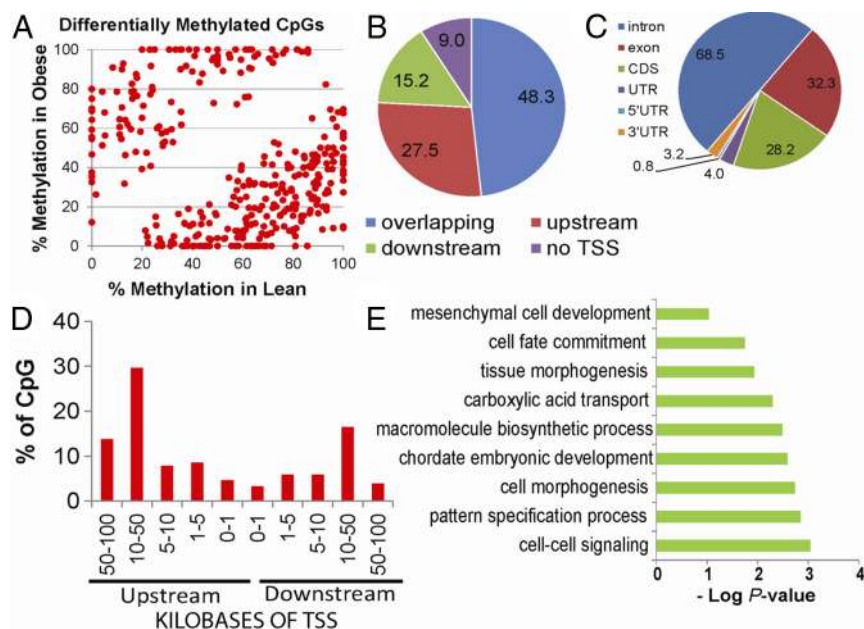 A
Differentially Methylated CpGs
% Methylation in Obese
100
80
60
40
20
0
0 20 40 60 80 100
% Methylation in Lean
B
9.0
15.2
48.3
27.5
overlapping
upstream
downstream
no TSS
C
intron
exon
CDS
UTR
5'UTR
3'UTR
68.5
32.3
28.2
3.2
0.8
4.0
D
% of CpG
40
30
20
10
0
50-100
10-50
5-10
1-5
0-1
0-1
1-5
5-10
10-50
50-100
Upstream
Downstream
KILOBASES OF TSS
E
mesenchymal cell development
cell fate commitment
tissue morphogenesis
carboxylic acid transport
macromolecule biosynthetic process
chordate embryonic development
cell morphogenesis
pattern specification process
cell-cell signaling
0 1 2 3 4
- Log P-value